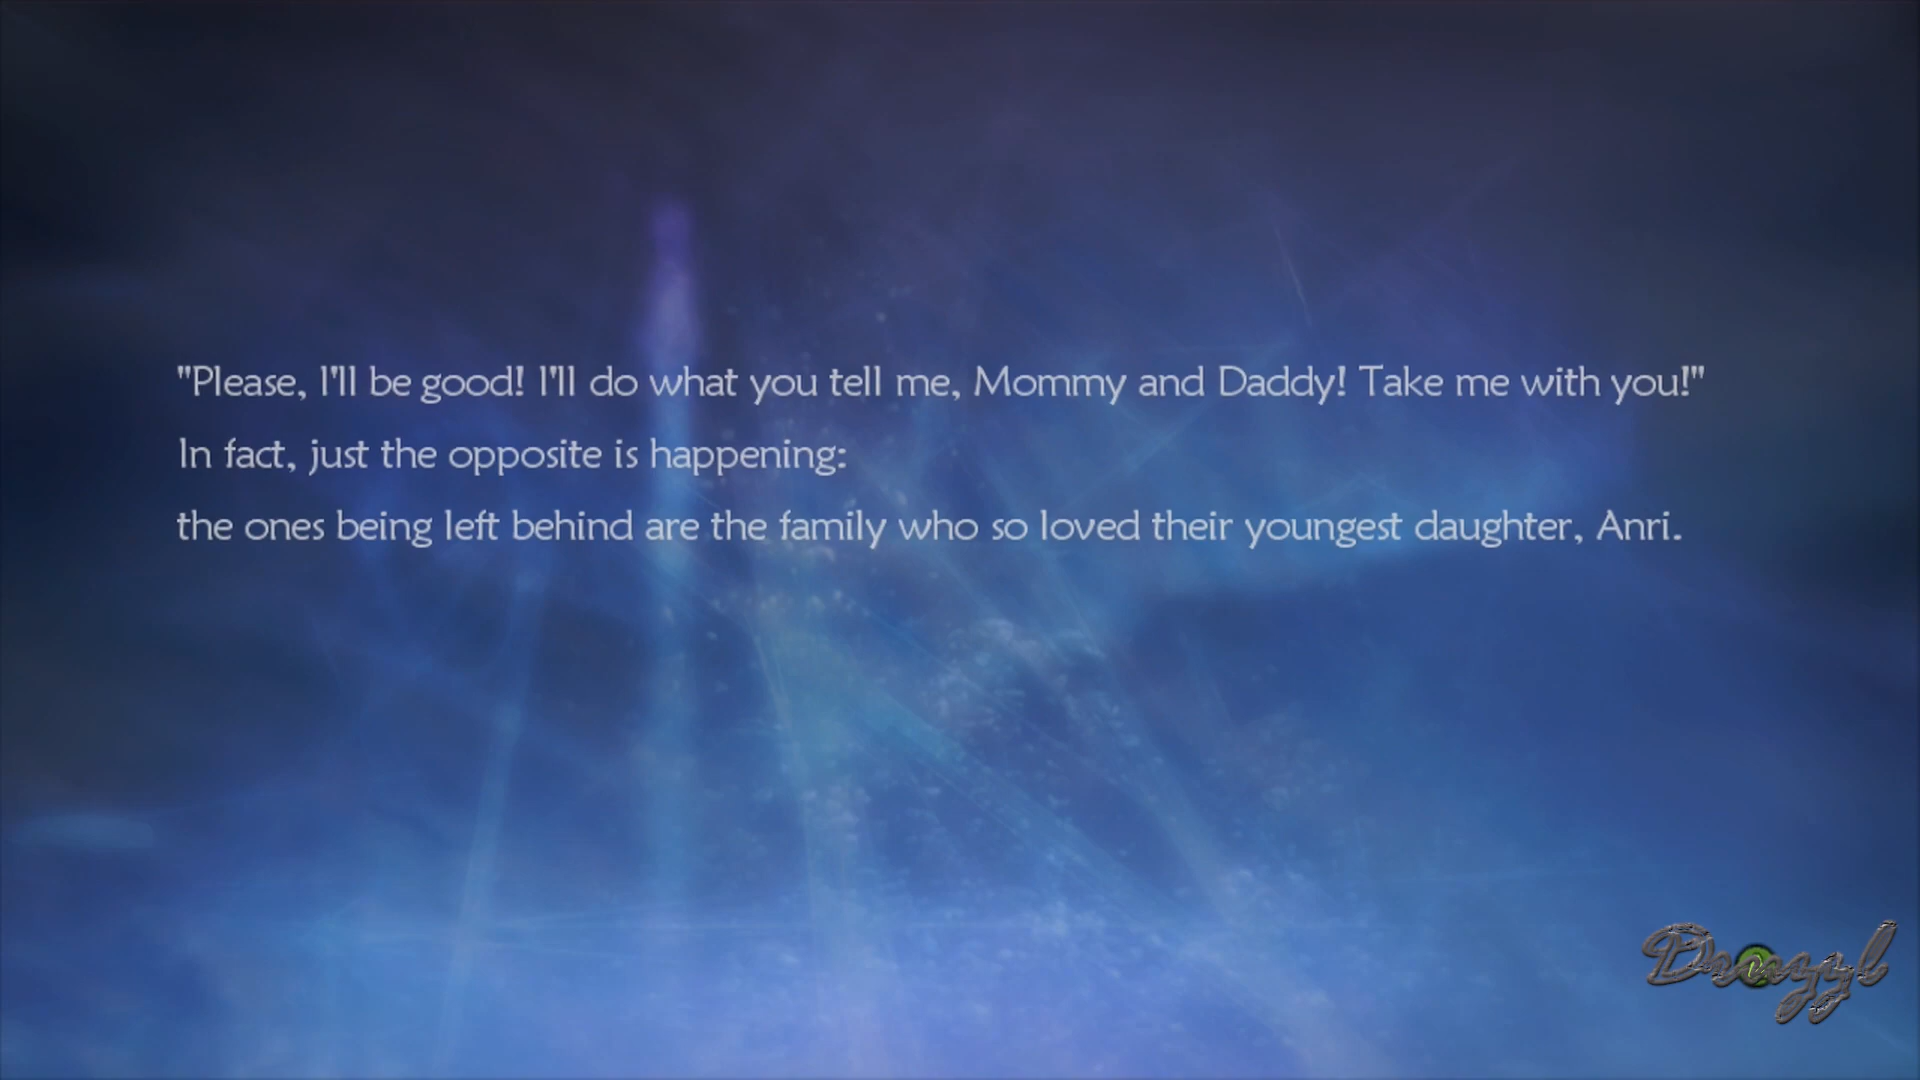 "Please, I'll be good! I'll do what you tell me, Mommy and Daddy! Take me with you!"
In fact, just the opposite is happening:
the ones being left behind are the family who so loved their youngest daughter, Anri.